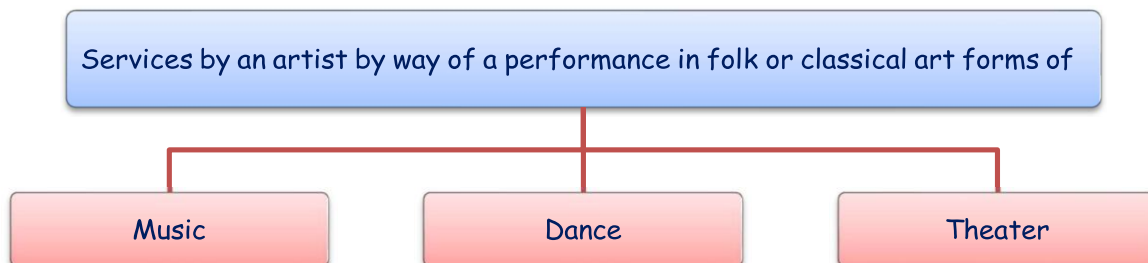 Services by an artist by way of a performance in folk or classical art forms of
Music
Dance
Theater